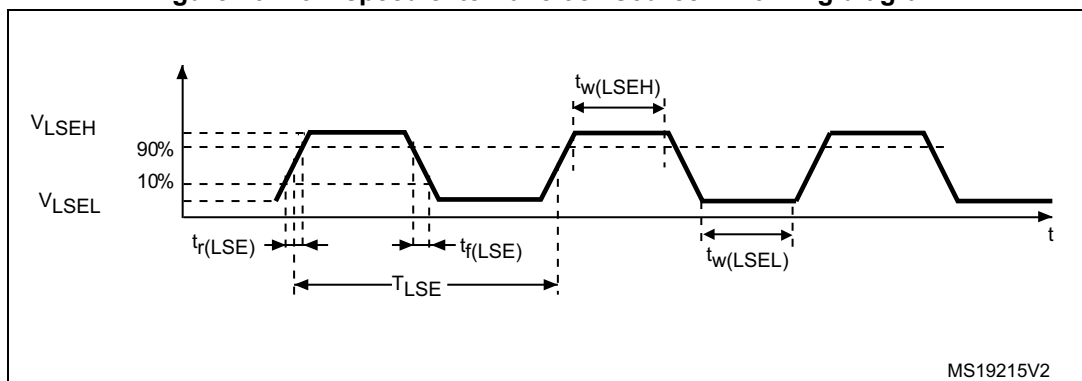 tw(LSEH)
VLSEH
90%
10%
VLSEL
tr(LSE)
tf(LSE)
tw(LSEL)
t
TLSE
MS19215V2